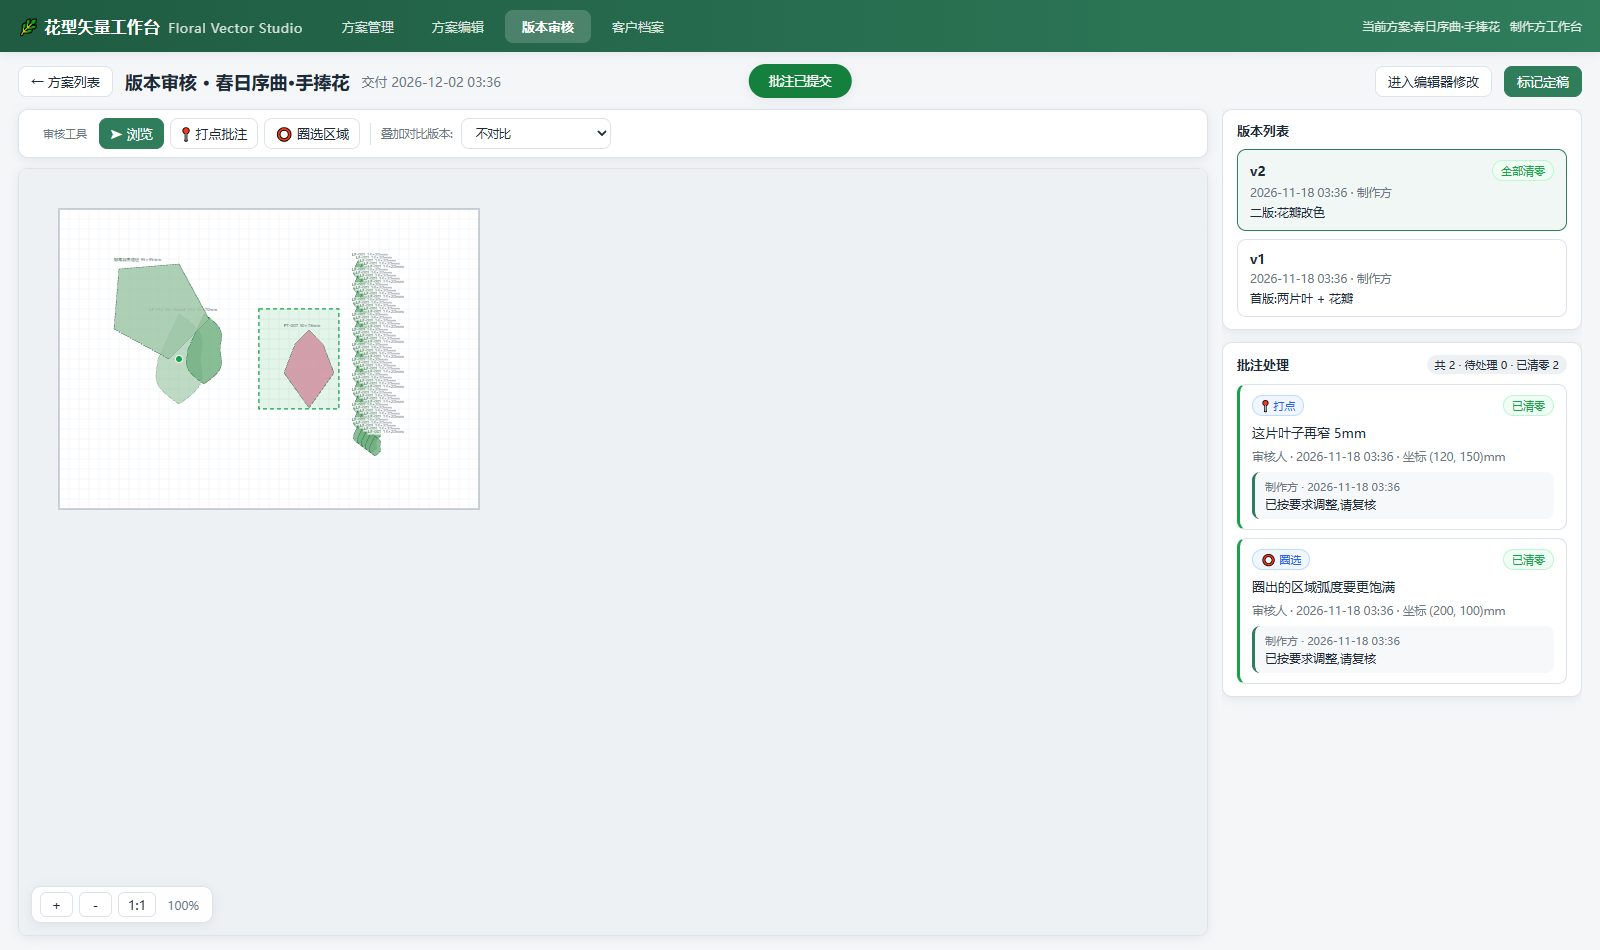 花型矢量工作台 Floral Vector Studio
方案管理
方案编辑
版本审核
客户档案
当前方案:春日序曲·手捧花 制作方工作台
← 方案列表
版本审核 · 春日序曲·手捧花 交付 2026-12-02 03:36
批注已提交
进入编辑器修改
标记定稿
审核工具
浏览
打点批注
圈选区域
叠加对比版本:
不对比
版本列表
v2
全部清零
2026-11-18 03:36 · 制作方
二版:花瓣改色
v1
2026-11-18 03:36 · 制作方
首版:两片叶 + 花瓣
批注处理
共 2 · 待处理 0 · 已清零 2
打点
已清零
这片叶子再窄 5mm
审核人 · 2026-11-18 03:36 · 坐标 (120, 150)mm
制作方 · 2026-11-18 03:36
已按要求调整,请复核
圈选
已清零
圈出的区域弧度要更饱满
审核人 · 2026-11-18 03:36 · 坐标 (200, 100)mm
制作方 · 2026-11-18 03:36
已按要求调整,请复核
+
-
1:1
100%